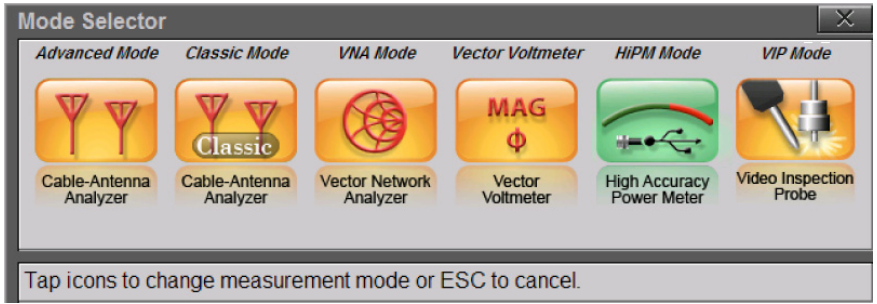 Mode Selector
Advanced Mode Classic Mode VNA Mode Vector Voltmeter HiPM Mode VIP Mode
Classic MAG
Φ
Cable-Antenna Cable-Antenna Vector Network Vector High Accuracy Video Inspection
Analyzer Analyzer Analyzer Voltmeter Power Meter Probe
Tap icons to change measurement mode or ESC to cancel.